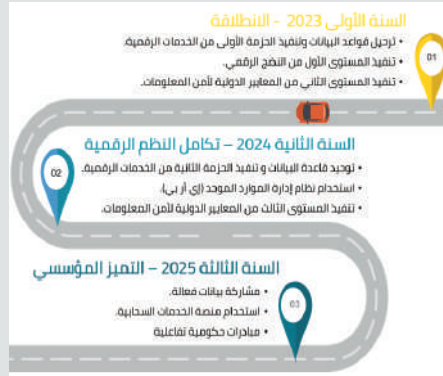 السنة الأولى 2023 - الانطلاقة
• ترحيل قواعد البيانات وتنفيذ الحزمة الأولى من الخدمات الرقمية.
• تنفيذ المستوى الأول من النضج الرقمي.
• تنفيذ المستوى الثاني من المعايير الدولية لأمن المعلومات.
01
السنة الثانية 2024 – تكامل النظم الرقمية
• توحيد قاعدة البيانات و تنفيذ الحزمة الثانية من الخدمات الرقمية.
• استخدام نظام إدارة الموارد الموحد (إي أر بي).
• تنفيذ المستوى الثالث من المعايير الدولية لأمن المعلومات.
02
السنة الثالثة 2025 – التميز المؤسسي
• مشاركة بيانات فعالة.
• استخدام منصة الخدمات السحابية.
• مبادرات حكومية تفاعلية
03